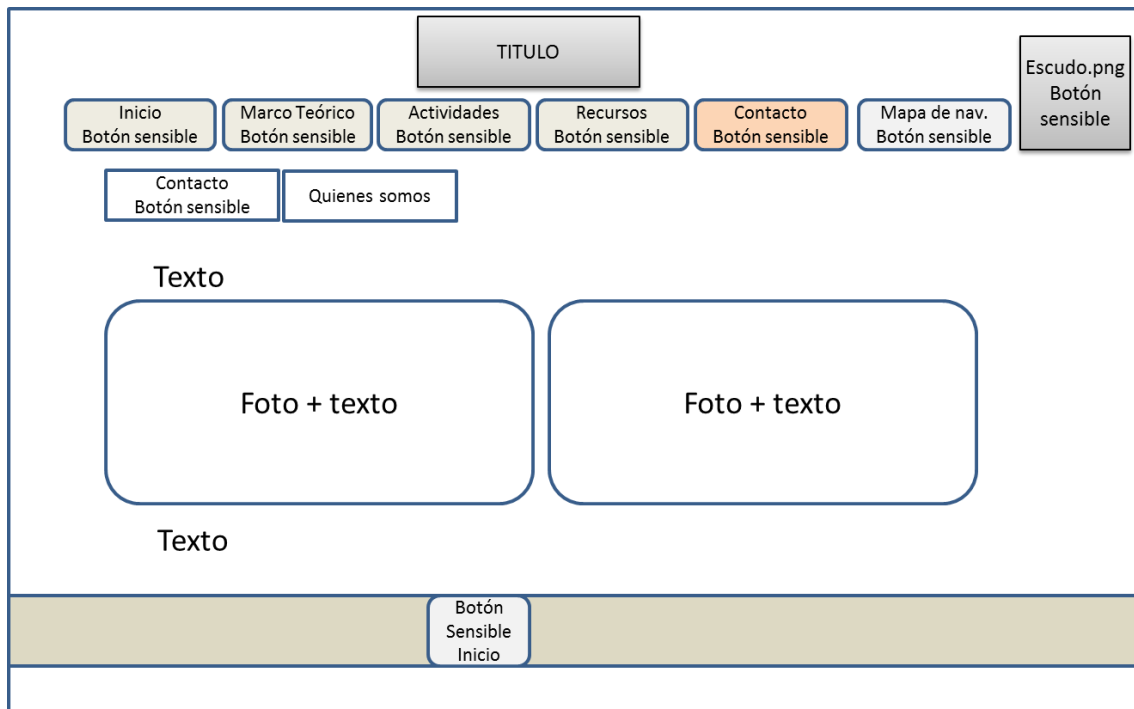 TITULO
Escudo.png
Botón
sensible
Inicio
Botón sensible
Marco Teórico
Botón sensible
Actividades
Botón sensible
Recursos
Botón sensible
Contacto
Botón sensible
Mapa de nav.
Botón sensible
Contacto
Botón sensible
Quienes somos
Texto
Foto + texto
Foto + texto
Texto
Botón
Sensible
Inicio